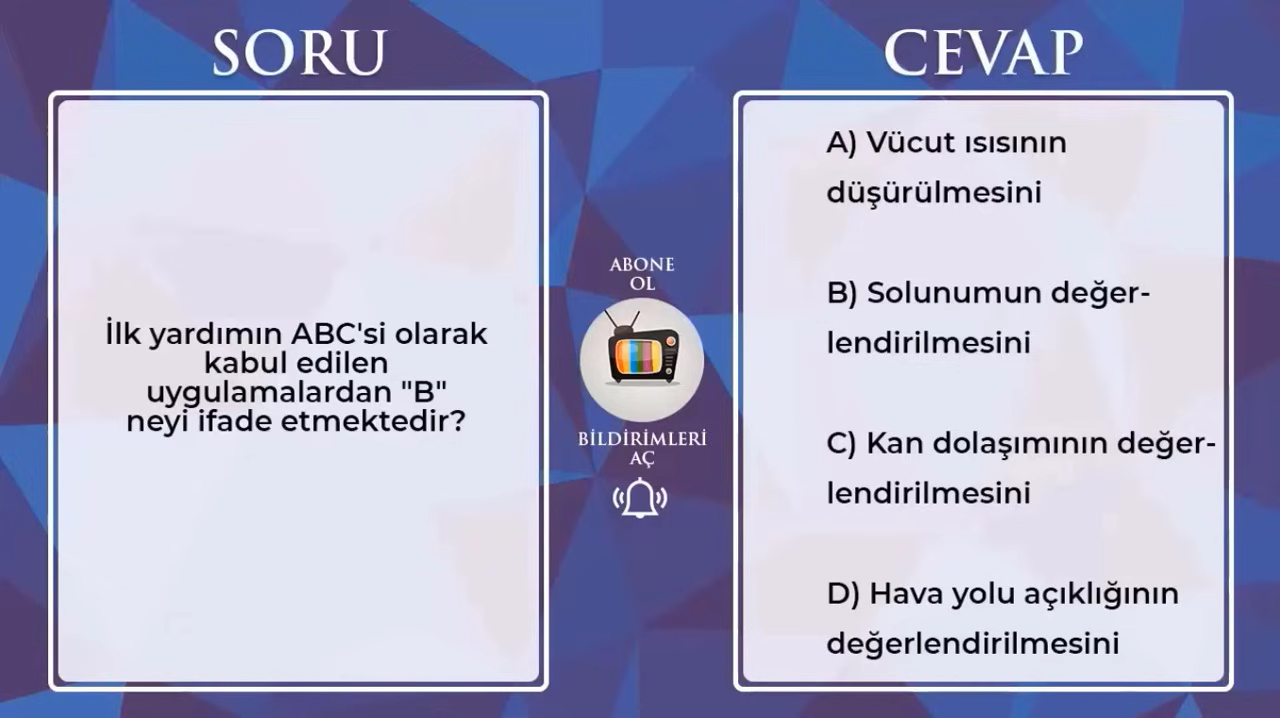 SORU
İlk yardımın ABC'si olarak
kabul edilen
uygulamalardan "B"
neyi ifade etmektedir?
ABONE
OL
BİLDİRİMLERİ
AÇ
CEVAP
A) Vücut ısısının
düşürülmesini
B) Solunumun değer-
lendirilmesini
C) Kan dolaşımının değer-
lendirilmesini
D) Hava yolu açıklığının
değerlendirilmesini